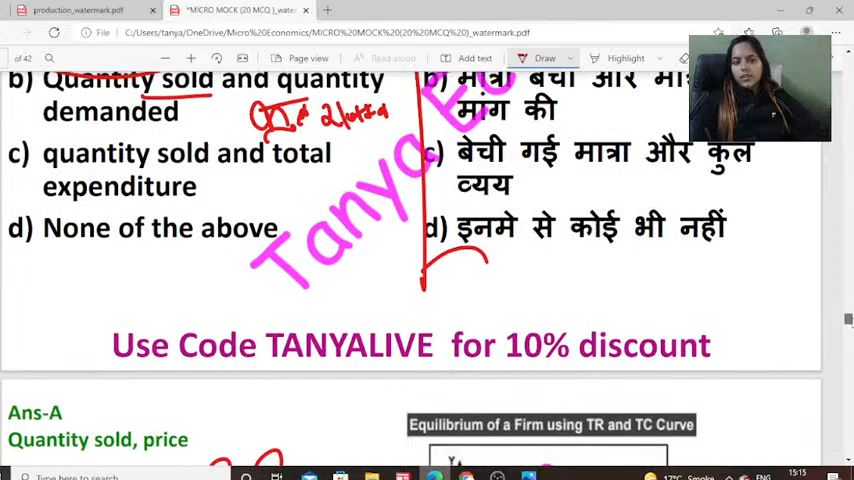 production_watermark.pdf
*MICRO MOCK (20 MCQ )_water
File
C:/Users/tanya/OneDrive/Micro%20Economics/MICRO%20MOCK%20(20%20MCQ%20)_watermark.pdf
of 42
Page view
Read aloud
Add text
Draw
Highlight
b) Quantity sold and quantity
demanded
c) quantity sold and total
expenditure
d) None of the above
b) मात्रा बेची और
मांग की
c) बेची गई मात्रा और कुल
व्यय
d) इनमे से कोई भी नहीं
Tanya
Use Code TANYALIVE for 10% discount
Ans-A
Quantity sold, price
Equilibrium of a Firm using TR and TC Curve
Y
Type here to search
17°C Smoke
ENG
15:15